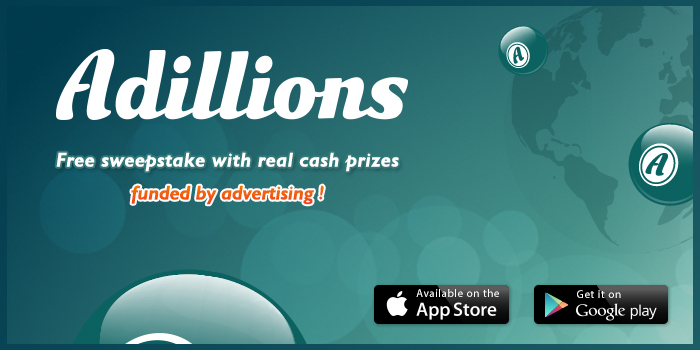 Adillions
Free sweepstake with real cash prizes
funded by advertising !
A
A
Available on the
App Store
Get it on
Google play